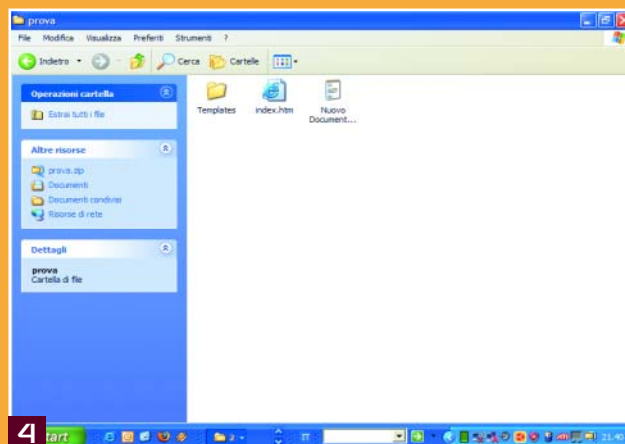 prova
File Modifica Visualizza Preferiti Strumenti ?
Indietro Cerca Cartelle
Operazioni cartella
Estrai tutti i file
Altre risorse
prova.zip
Documenti
Documenti condivisi
Risorse di rete
Dettagli
prova
Cartella di file
Templates
index.htm
Nuovo
Document...
4
start 2 IT 21.40